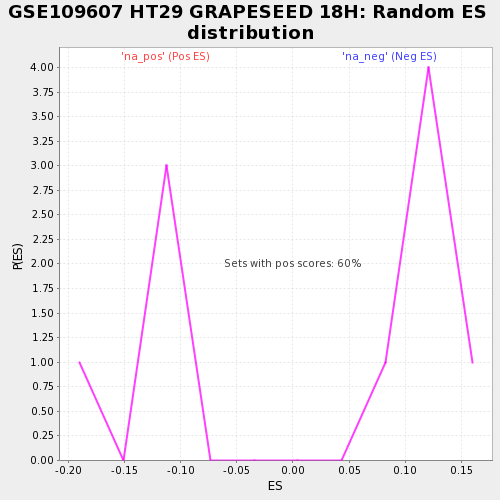 GSE109607 HT29 GRAPESEED 18H: Random ES
distribution
'na_pos' (Pos ES)
'na_neg' (Neg ES)
4.00
3.75
3.50
3.25
3.00
2.75
2.50
2.25
2.00
1.75
1.50
1.25
1.00
0.75
0.50
0.25
0.00
P(ES)
Sets with pos scores: 60%
-0.20 -0.15 -0.10 -0.05 0.00 0.05 0.10 0.15
ES